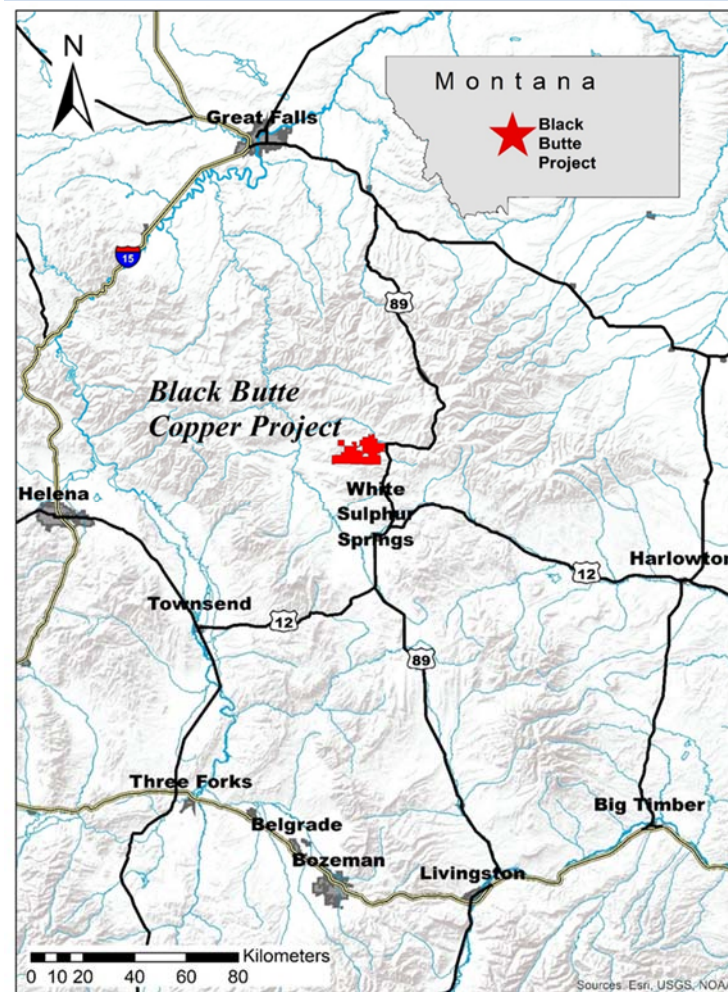 N
Great Falls
Montana
Black
Butte
Project
15
89
Black Butte
Copper Project
Helena
White
Sulphur
Springs
Harlowton
12
Townsend
12
89
Three Forks
Big Timber
Belgrade
Bozeman
Livingston
Kilometers
0 10 20 40 60 80
Sources: Esri, USGS, NOA